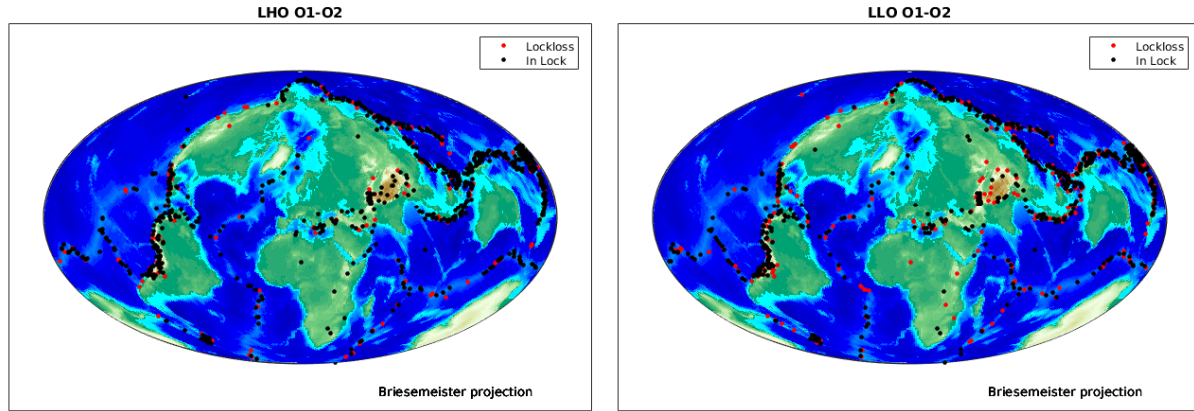 LHO O1-O2
Lockloss
In Lock
Briesemeister projection
LLO O1-O2
Lockloss
In Lock
Briesemeister projection